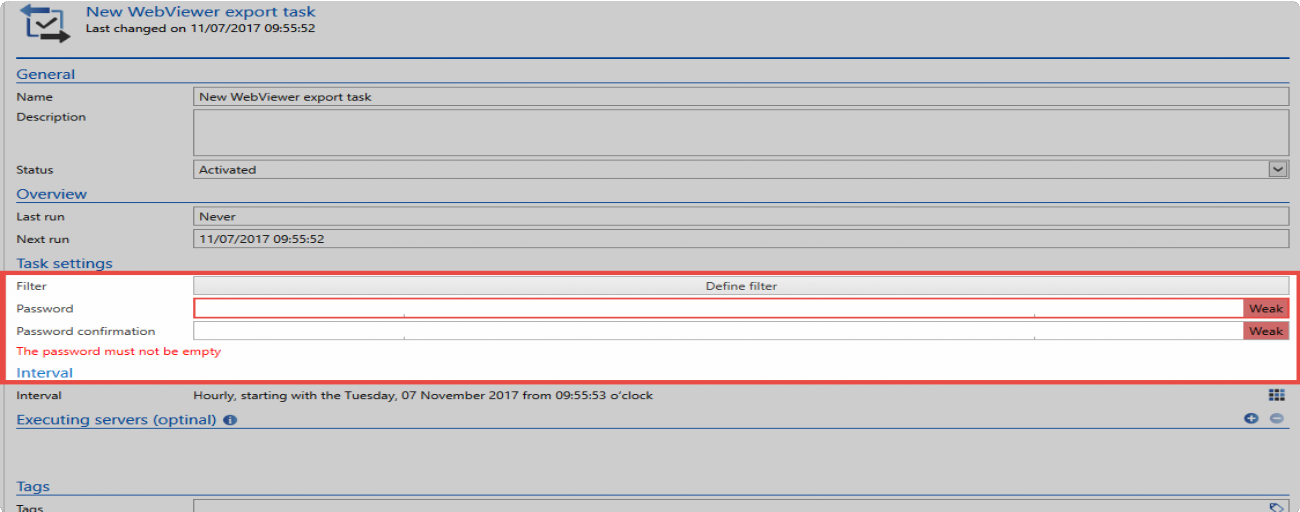 New WebViewer export task
Last changed on 11/07/2017 09:55:52
General
Name New WebViewer export task
Description
Status Activated
Overview
Last run Never
Next run 11/07/2017 09:55:52
Task settings
Filter Define filter
Password Weak
Password confirmation Weak
The password must not be empty
Interval
Interval Hourly, starting with the Tuesday, 07 November 2017 from 09:55:53 o'clock
Executing servers (optinal)
Tags
Tags